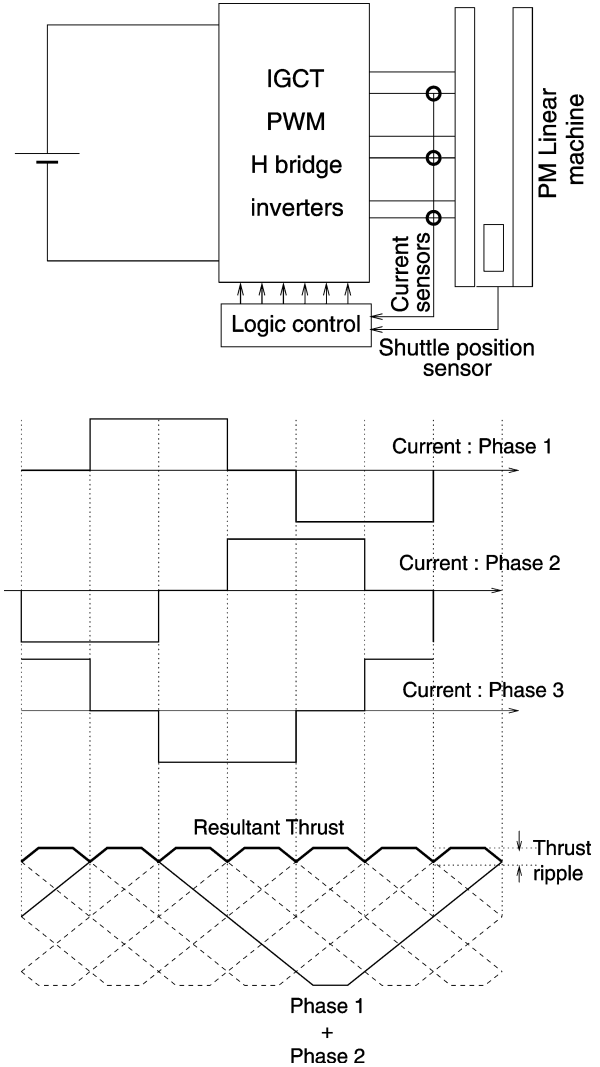 IGCT
PWM
H bridge
inverters
PM Linear
machine
Current
sensors
Logic control
Shuttle position
sensor
Current : Phase 1
Current : Phase 2
Current : Phase 3
Resultant Thrust
Thrust
ripple
Phase 1
+
Phase 2